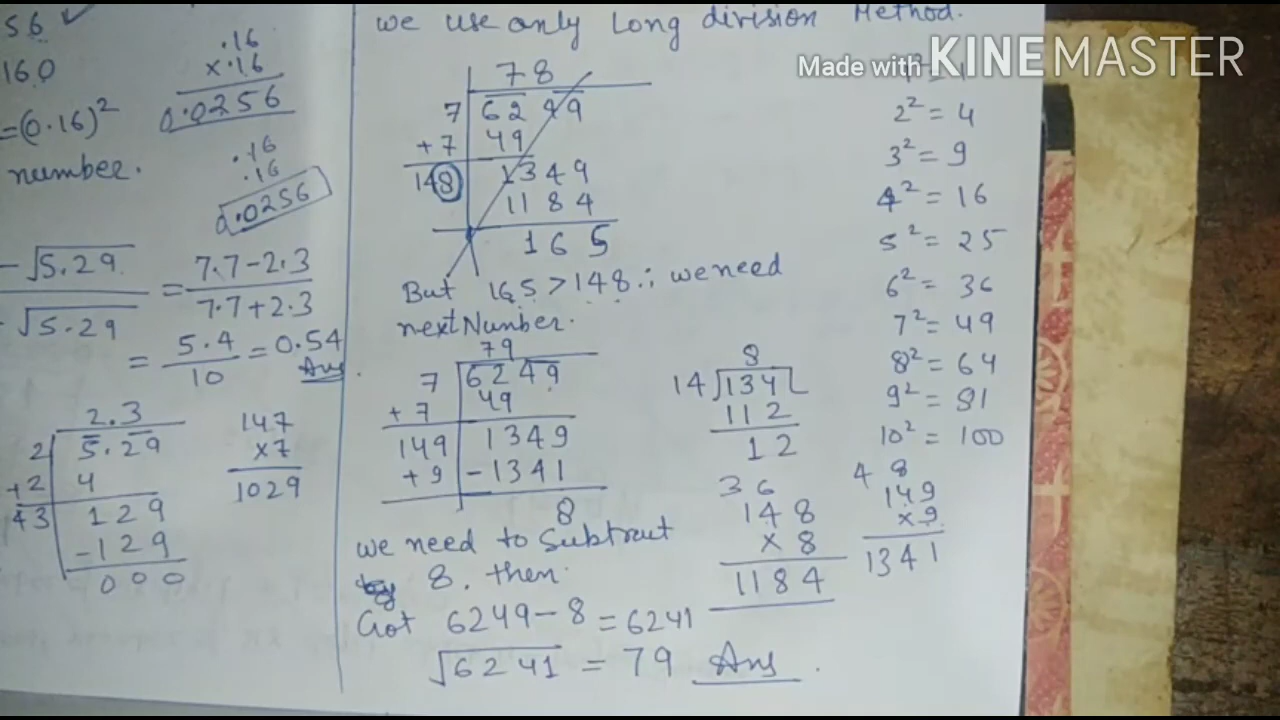 56
160
=(0.16)²
number.
.16
×.16
0.0256
.16
.16
0.0256
-√5.29 / √5.29 = 7.7-2.3 / 7.7+2.3
= 5.4 / 10 = 0.54
Ans
2.3
2 5.29
+2 4
43 129
-129
000
147
×7
1029
we use only Long division Method.
78
7 6249
+7 49
148 1349
1184
165
But 165 > 148 ∴ we need
next Number.
79
7 6249
+7 49
149 1349
+9 -1341
8
8
14 134
112
12
36
148
×8
1184
4 8
149
×9
1341
we need to Subtract
by 8. then
Got 6249-8 = 6241
√6241 = 79 Ans.
2² = 4
3² = 9
4² = 16
5² = 25
6² = 36
7² = 49
8² = 64
9² = 81
10² = 100
Made with KINEMASTER